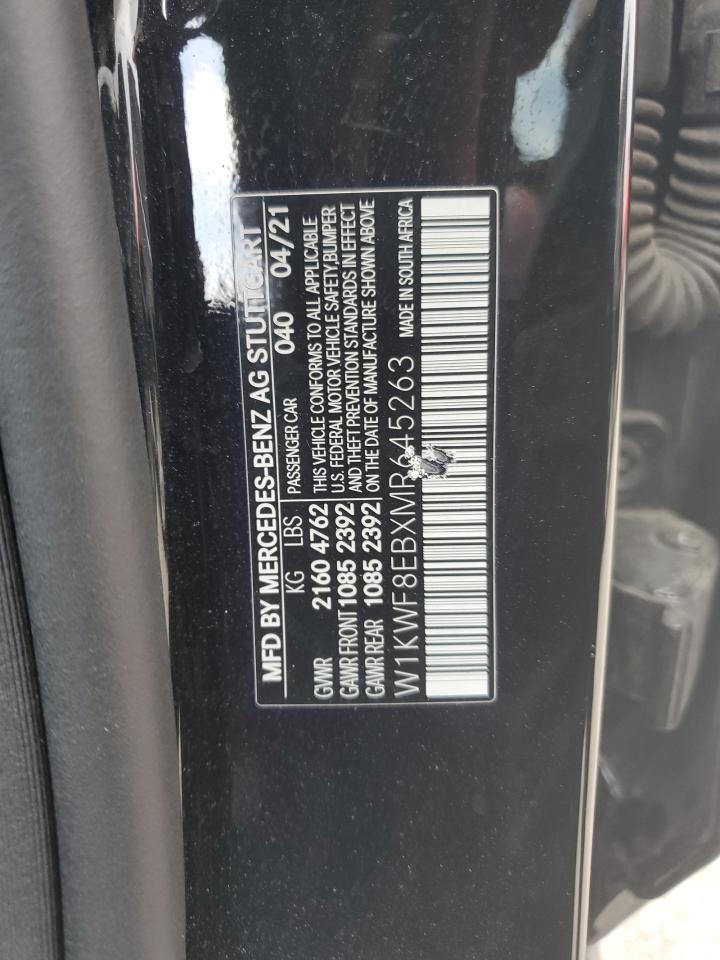 MFD BY MERCEDES-BENZ AG STUTTGART
KG LBS PASSENGER CAR 040 04/21
GVWR 2160 4762 THIS VEHICLE CONFORMS TO ALL APPLICABLE
U.S. FEDERAL MOTOR VEHICLE SAFETY, BUMPER
GAWR FRONT 1085 2392 AND THEFT PREVENTION STANDARDS IN EFFECT
GAWR REAR 1085 2392 ON THE DATE OF MANUFACTURE SHOWN ABOVE
W1KWF8EBXMR645263 MADE IN SOUTH AFRICA